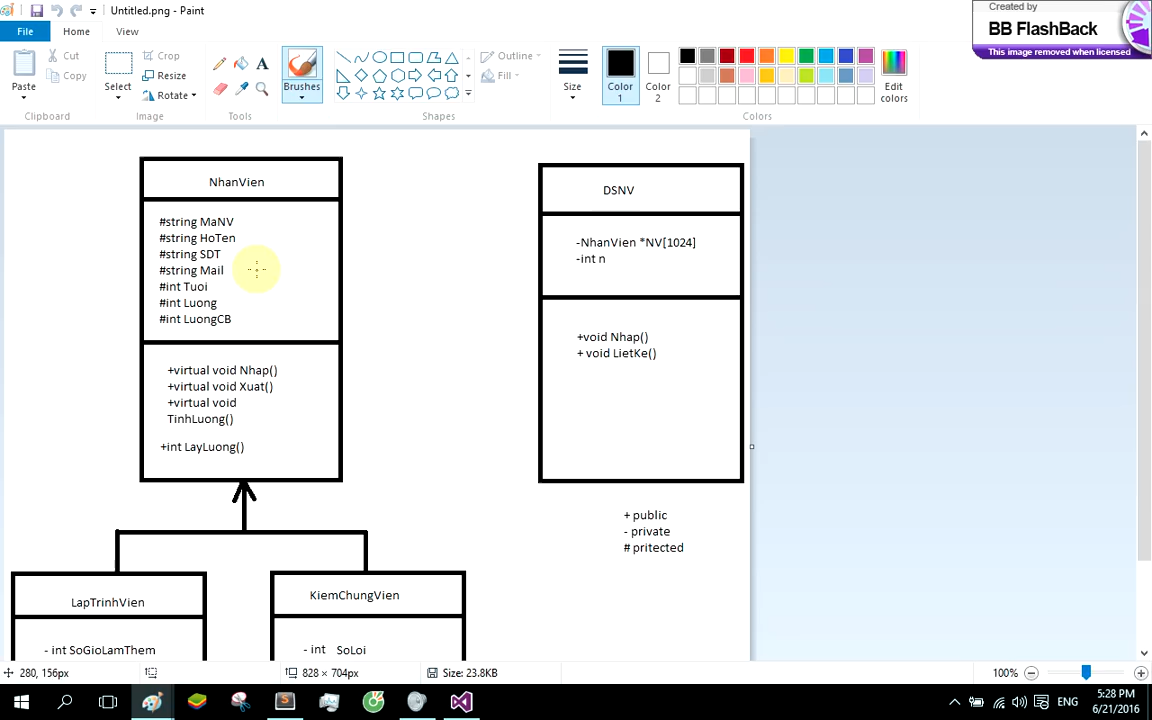 Untitled.png - Paint
Created by
BB FlashBack
This image removed when licensed
File
Home
View
Cut
Copy
Paste
Clipboard
Select
Crop
Resize
Rotate
Image
Tools
Brushes
Shapes
Outline
Fill
Size
Color
1
Color
2
Colors
Edit
colors
NhanVien
#string MaNV
#string HoTen
#string SDT
#string Mail
#int Tuoi
#int Luong
#int LuongCB
+virtual void Nhap()
+virtual void Xuat()
+virtual void
TinhLuong()
+int LayLuong()
DSNV
-NhanVien *NV[1024]
-int n
+void Nhap()
+ void LietKe()
+ public
- private
# pritected
LapTrinhVien
- int SoGioLamThem
KiemChungVien
- int SoLoi
280, 156px
828 × 704px
Size: 23.8KB
100%
ENG
5:28 PM
6/21/2016